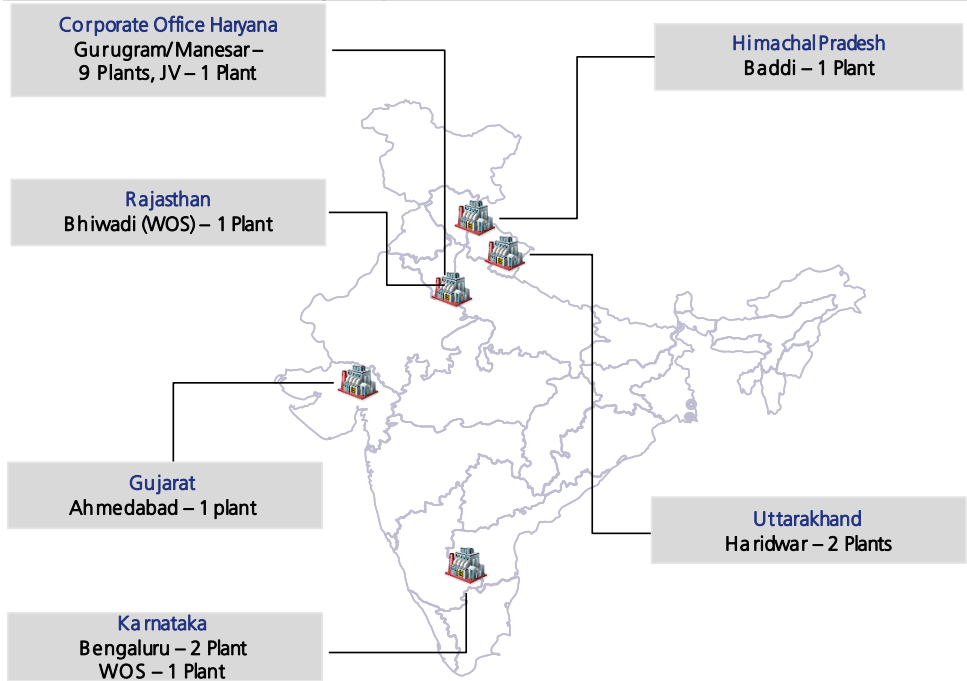 Corporate Office Haryana
Gurugram/Manesar –
9 Plants, JV – 1 Plant
Himachal Pradesh
Baddi – 1 Plant
Rajasthan
Bhiwadi (WOS) – 1 Plant
Gujarat
Ahmedabad – 1 plant
Uttarakhand
Haridwar – 2 Plants
Karnataka
Bengaluru – 2 Plant
WOS – 1 Plant